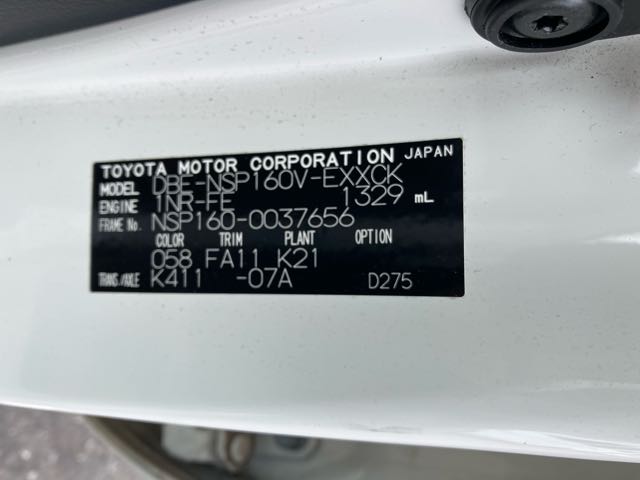 TOYOTA MOTOR CORPORATION JAPAN
MODEL DBE-NSP160V-EXXCK
ENGINE 1NR-FE 1329 mL
FRAME No. NSP160-0037656
COLOR TRIM PLANT OPTION
058 FA11 K21
TRANS./AXLE K411 -07A D275